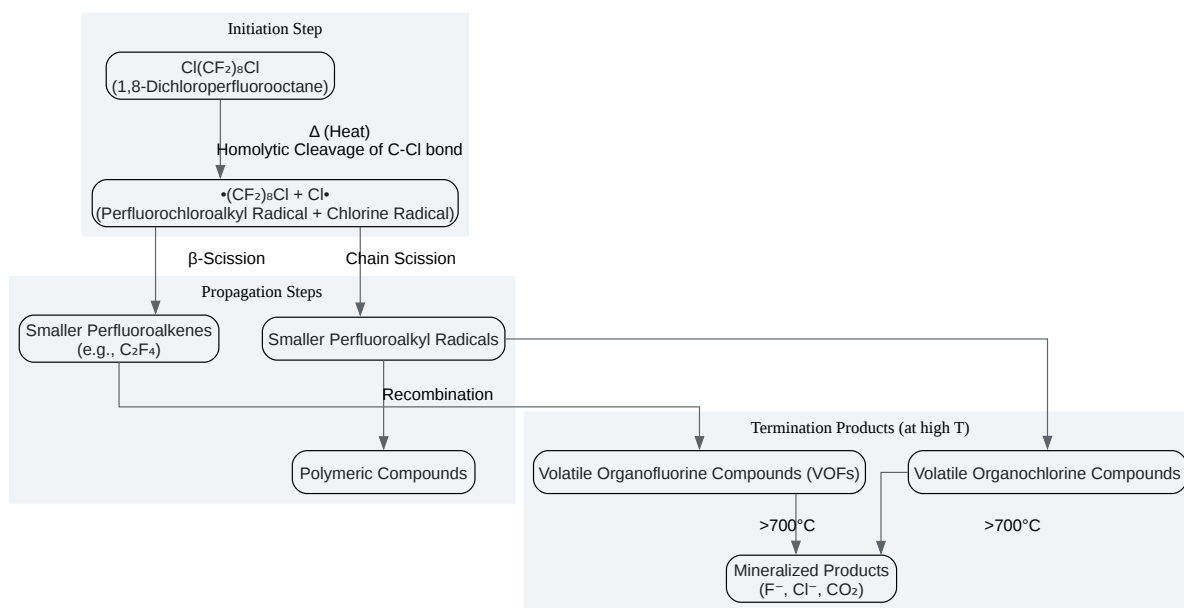 Initiation Step
Cl(CF₂)₈Cl
(1,8-Dichloroperfluorooctane)
Δ (Heat)
Homolytic Cleavage of C-Cl bond
•(CF₂)₈Cl + Cl•
(Perfluorochloroalkyl Radical + Chlorine Radical)
β-Scission
Chain Scission
Propagation Steps
Smaller Perfluoroalkenes
(e.g., C₂F₄)
Smaller Perfluoroalkyl Radicals
Recombination
Termination Products (at high T)
Polymeric Compounds
Volatile Organofluorine Compounds (VOFs)
Volatile Organochlorine Compounds
>700°C
>700°C
Mineralized Products
(F⁻, Cl⁻, CO₂)